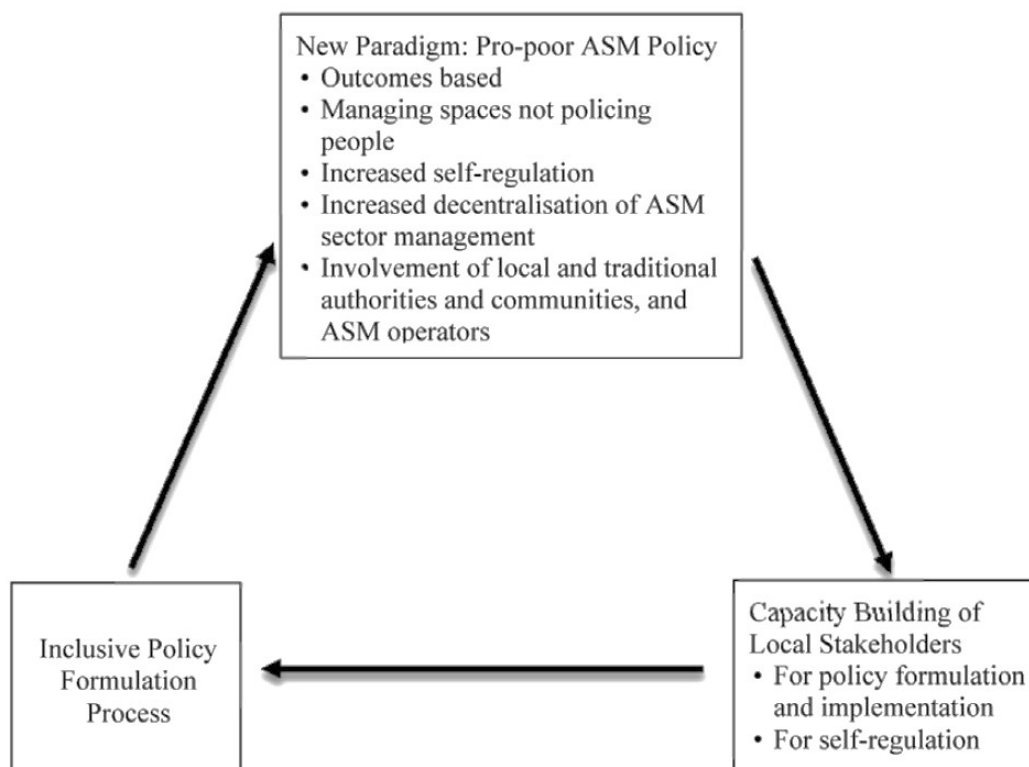 New Paradigm: Pro-poor ASM Policy
• Outcomes based
• Managing spaces not policing
people
• Increased self-regulation
• Increased decentralisation of ASM
sector management
• Involvement of local and traditional
authorities and communities, and
ASM operators
Inclusive Policy
Formulation
Process
Capacity Building of
Local Stakeholders
• For policy formulation
and implementation
• For self-regulation